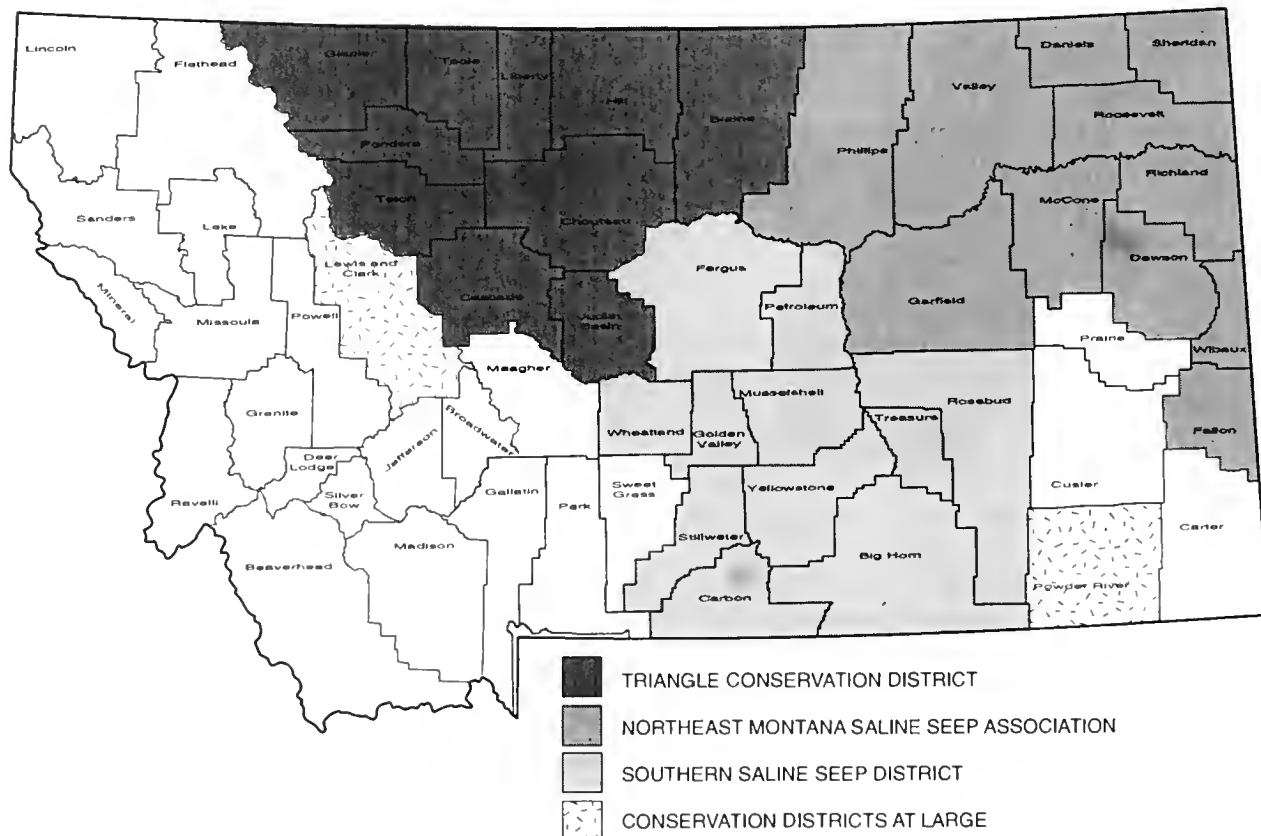 Lincoln
Flathead
Glacier
Toole
Liberty
Hill
Blaine
Phillips
Valley
Daniels
Sheridan
Roosevelt
Richland
McCone
Dawson
Pondera
Teton
Chouteau
Sanders
Lake
Lewis and
Clark
Cascade
Judith
Basin
Fergus
Petroleum
Garfield
Prairie
Wibaux
Mineral
Missoula
Powell
Meagher
Musselshell
Rosebud
Treasure
Fallon
Granite
Broadwater
Jefferson
Wheatland
Golden
Valley
Deer
Lodge
Silver
Bow
Ravelli
Gallatin
Park
Sweet
Grass
Yellowstone
Custer
Carter
Stillwater
Madison
Beaverhead
Big Horn
Carbon
Powder River
TRIANGLE CONSERVATION DISTRICT
NORTHEAST MONTANA SALINE SEEP ASSOCIATION
SOUTHERN SALINE SEEP DISTRICT
CONSERVATION DISTRICTS AT LARGE